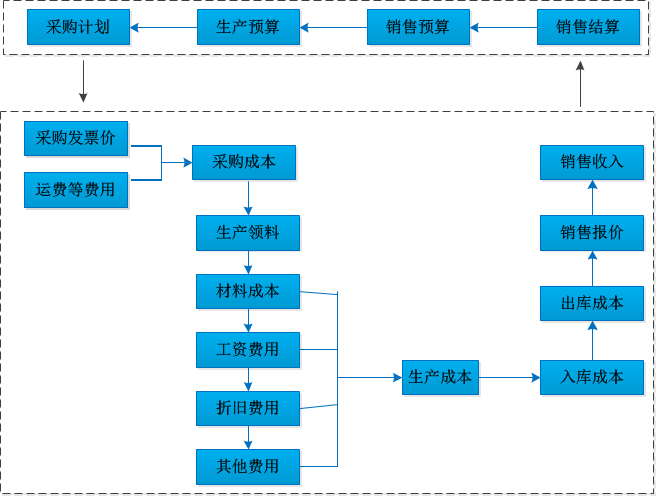 采购计划
生产预算
销售预算
销售结算
采购发票价
运费等费用
采购成本
生产领料
材料成本
工资费用
折旧费用
其他费用
生产成本
销售收入
销售报价
出库成本
入库成本